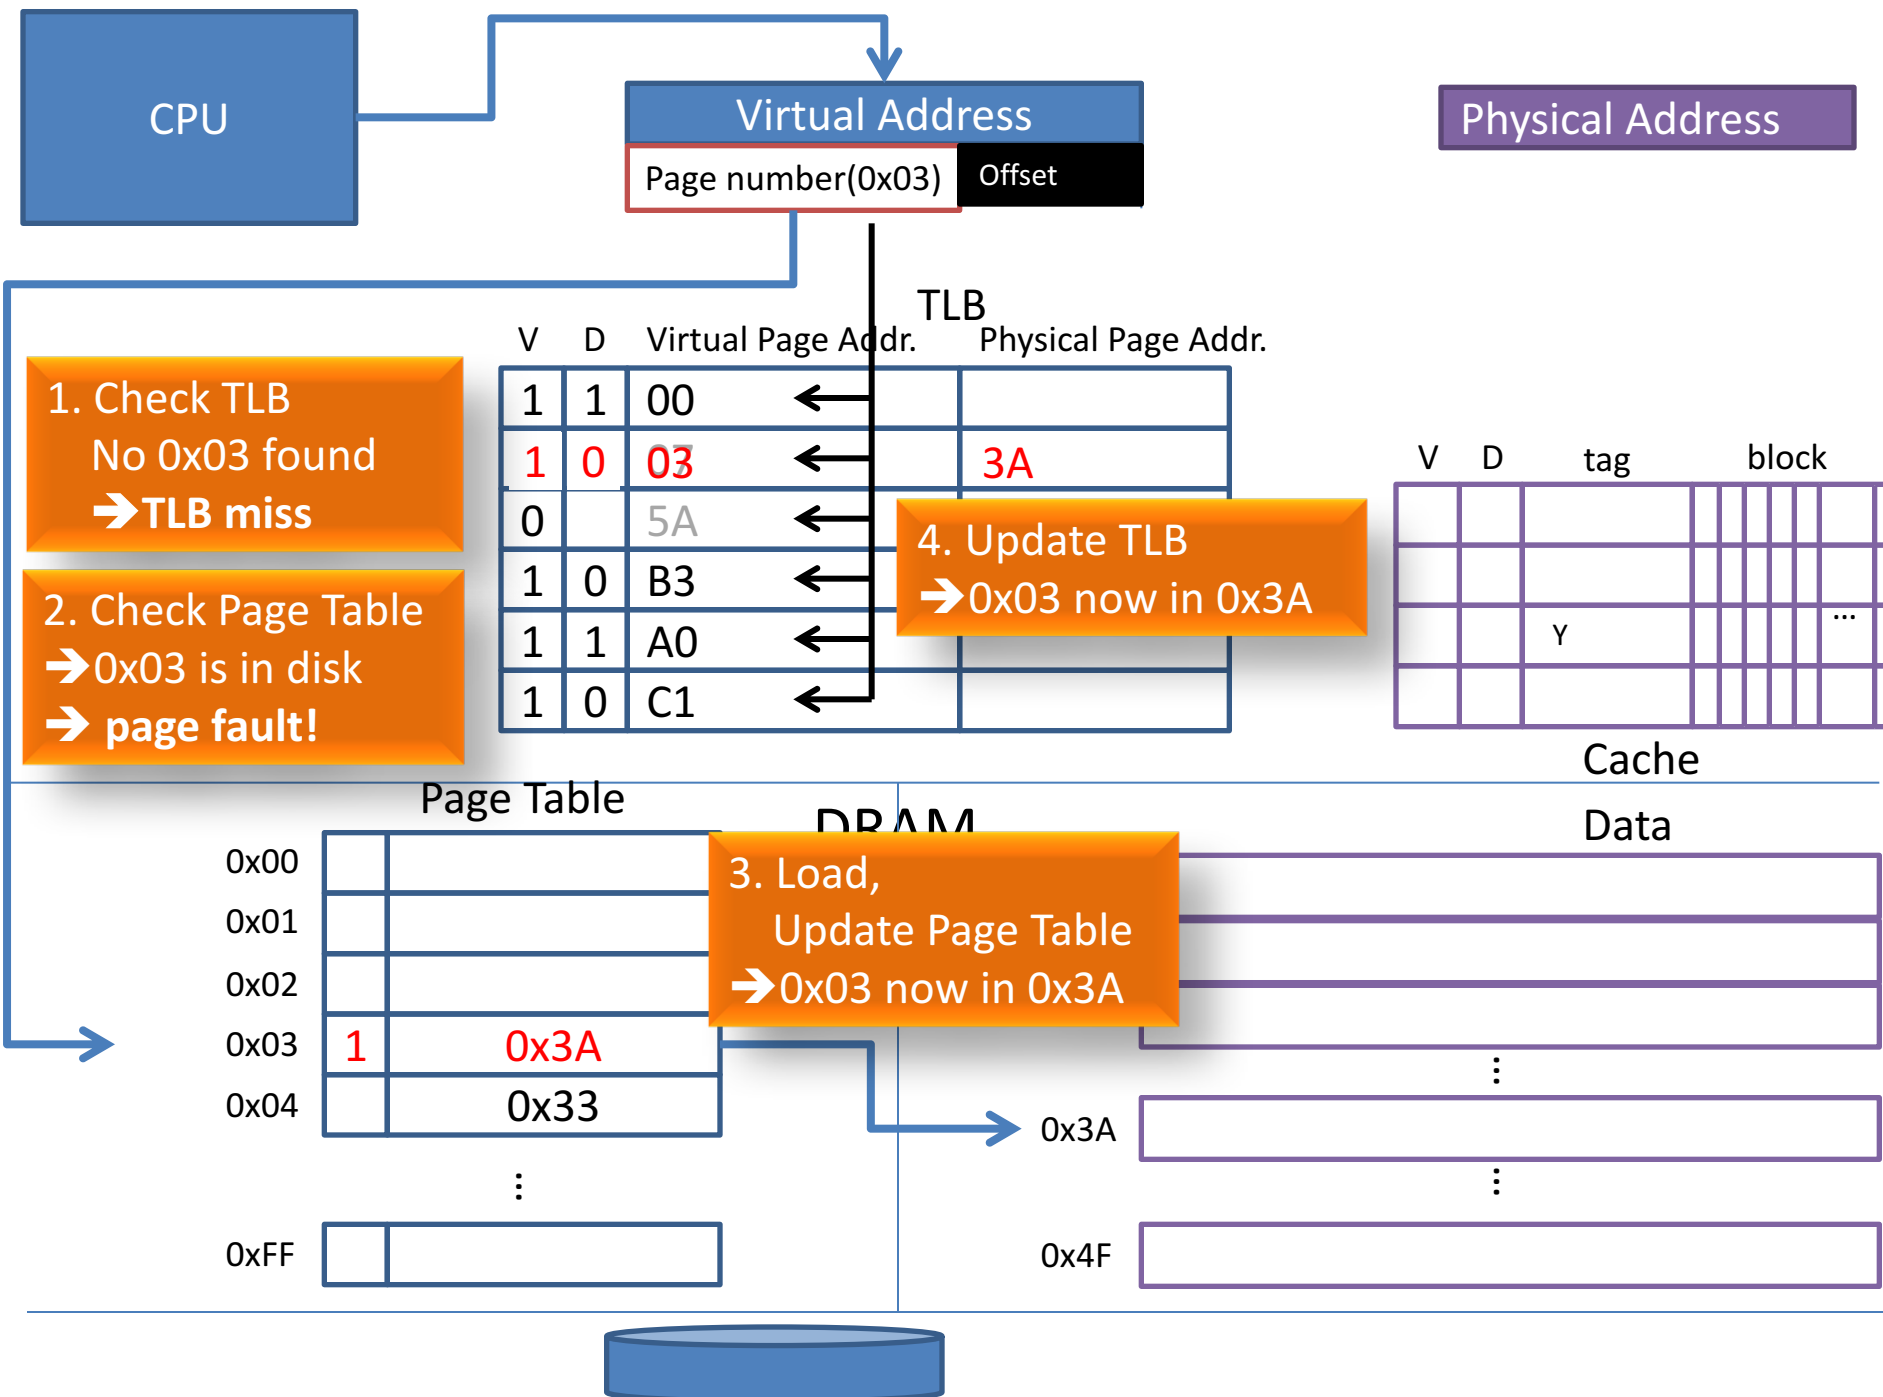 CPU
Virtual Address
Physical Address
Page number(0x03)
Offset
TLB
V D Virtual Page Addr. Physical Page Addr.
1. Check TLB
No 0x03 found
➔TLB miss
1 1 00
1 0 03 3A
0 5A
1 0 B3
1 1 A0
1 0 C1
4. Update TLB
➔0x03 now in 0x3A
2. Check Page Table
➔0x03 is in disk
➔ page fault!
V D tag block
Y
...
Cache
Page Table
DRAM
Data
3. Load,
Update Page Table
➔0x03 now in 0x3A
0x00
0x01
0x02
0x03 1 0x3A
0x04 0x33
...
0xFF
...
0x3A
...
0x4F